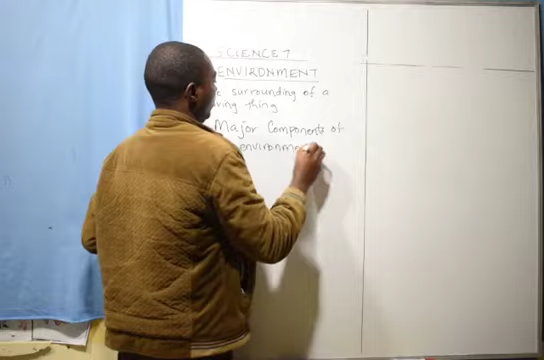 SCIENCE 7
ENVIRONMENT
surrounding of a
thing
Major Components of